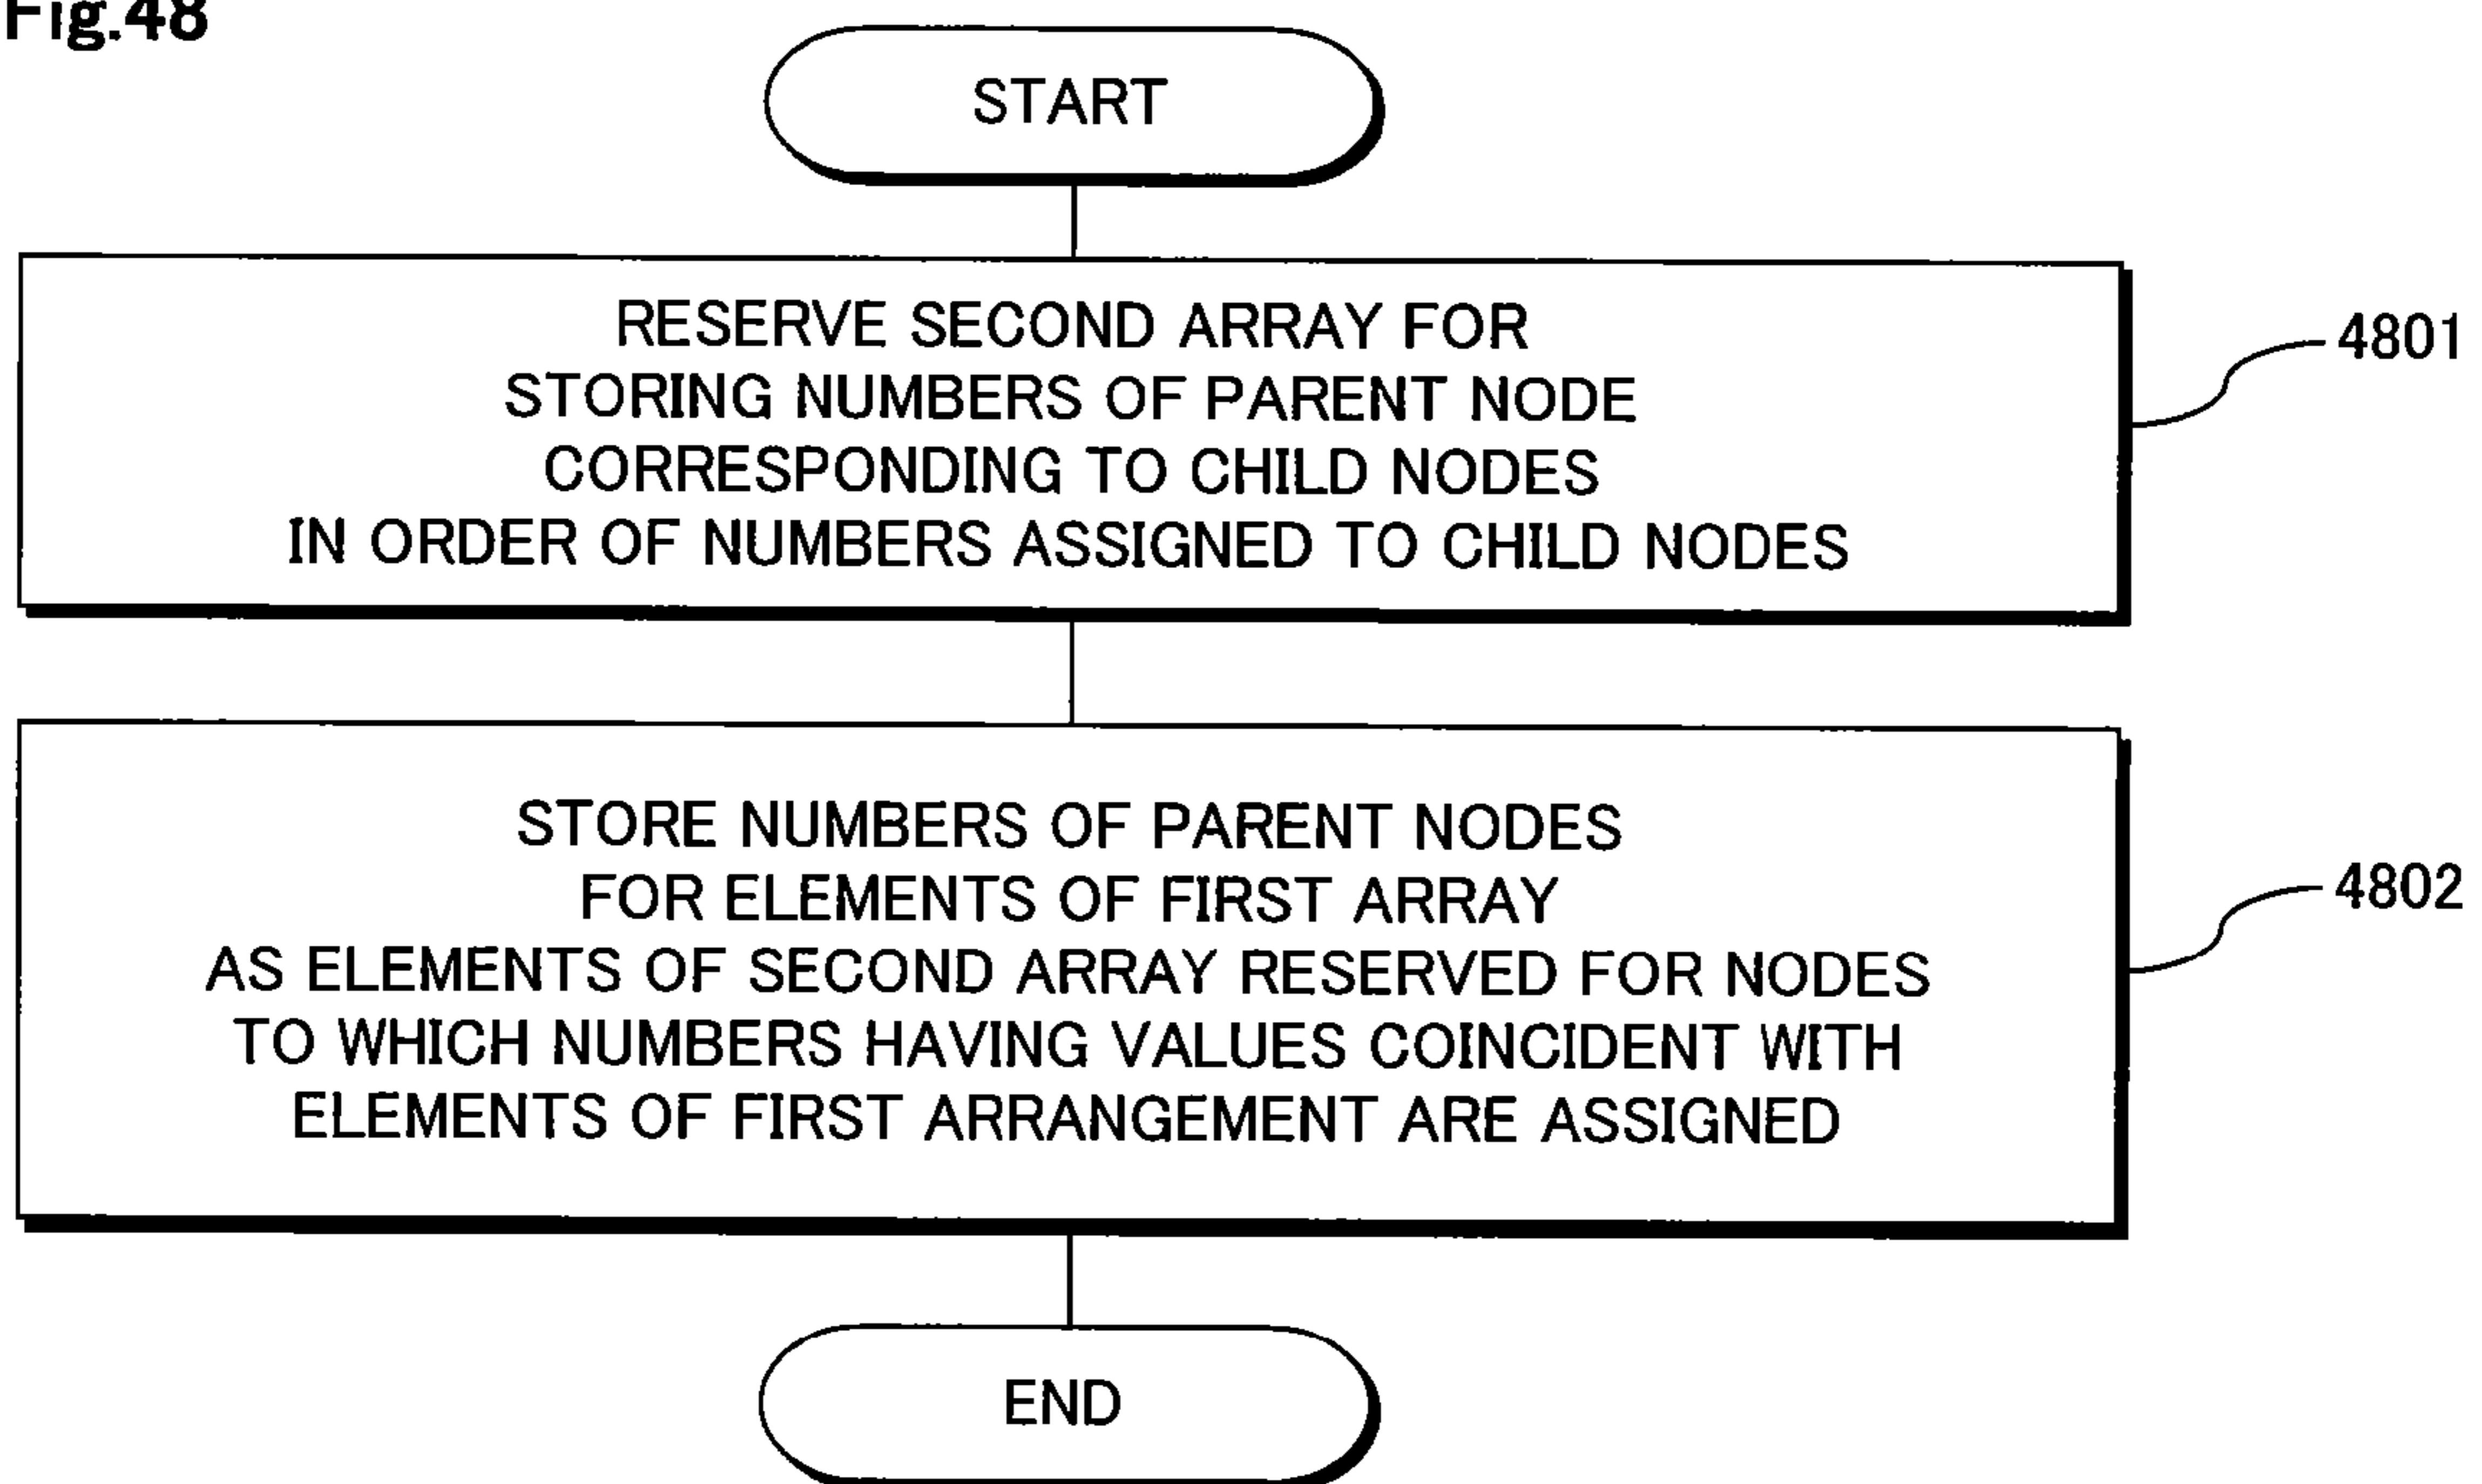 Fig.48
START
RESERVE SECOND ARRAY FOR
STORING NUMBERS OF PARENT NODE
CORRESPONDING TO CHILD NODES
IN ORDER OF NUMBERS ASSIGNED TO CHILD NODES
4801
STORE NUMBERS OF PARENT NODES
FOR ELEMENTS OF FIRST ARRAY
AS ELEMENTS OF SECOND ARRAY RESERVED FOR NODES
TO WHICH NUMBERS HAVING VALUES COINCIDENT WITH
ELEMENTS OF FIRST ARRANGEMENT ARE ASSIGNED
4802
END